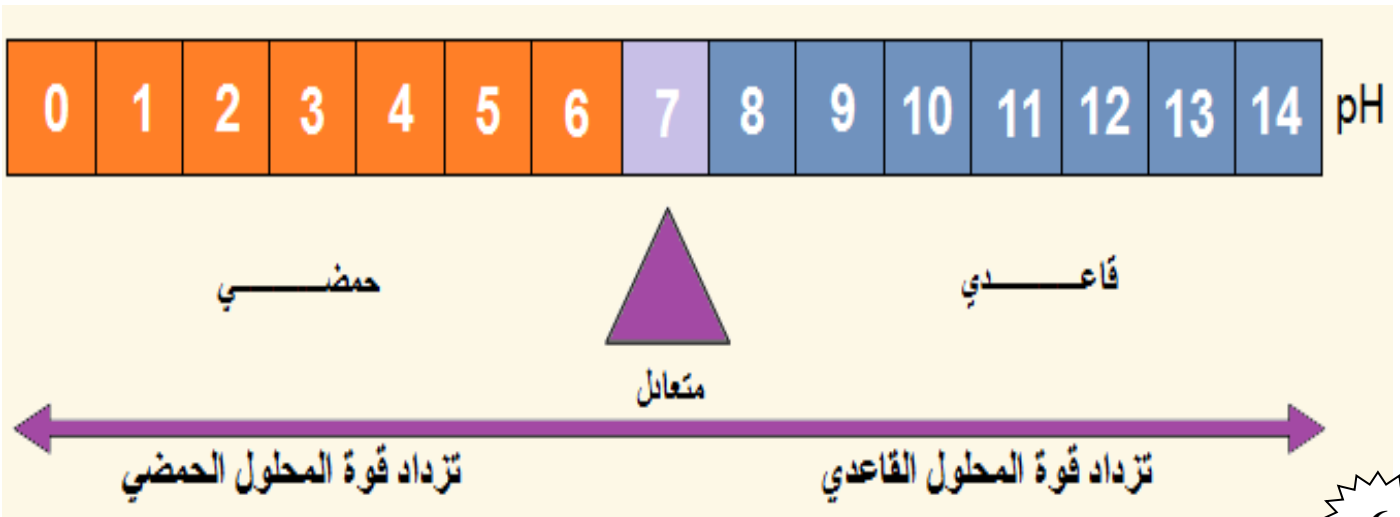 0 1 2 3 4 5 6 7 8 9 10 11 12 13 14 pH
قاعـــــدي حمضـــــي
متعادل
تزداد قوة المحلول القاعدي تزداد قوة المحلول الحمضي